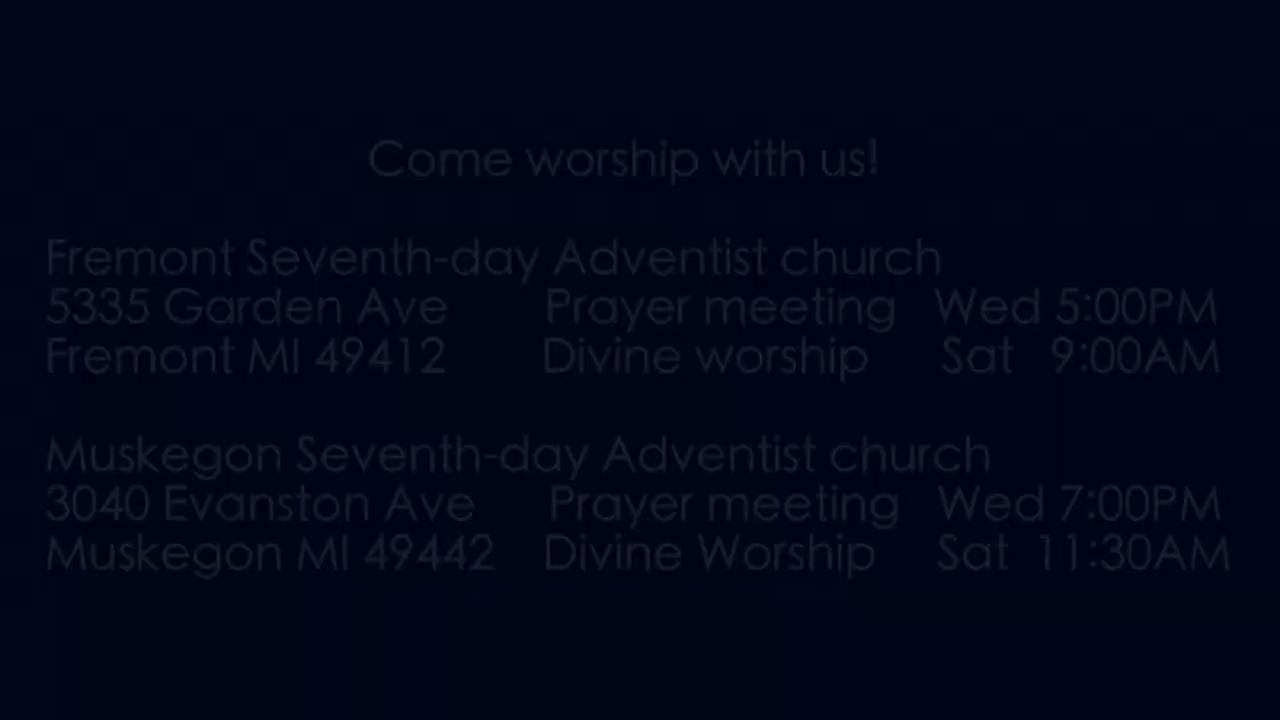 Come worship with us!
Fremont Seventh-day Adventist church
5335 Garden Ave Prayer meeting Wed 5:00PM
Fremont MI 49412 Divine worship Sat 9:00AM
Muskegon Seventh-day Adventist church
3040 Evanston Ave Prayer meeting Wed 7:00PM
Muskegon MI 49442 Divine Worship Sat 11:30AM